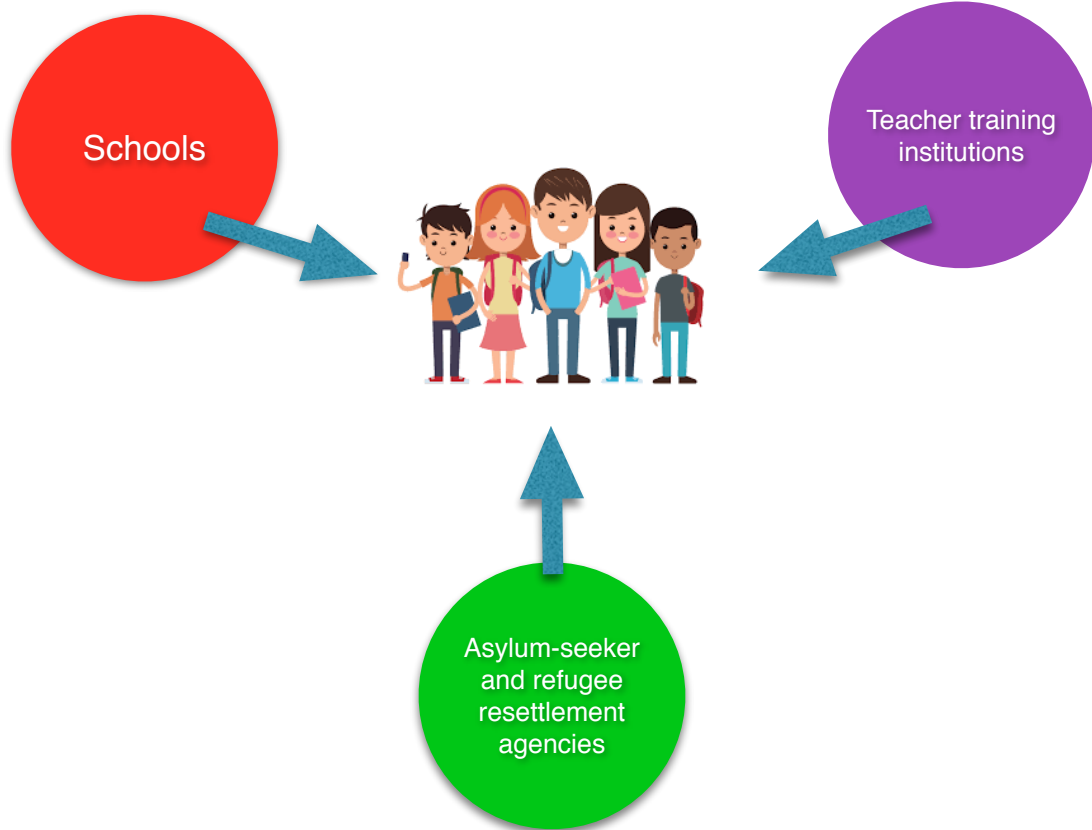 Schools
Teacher training
institutions
Asylum-seeker
and refugee
resettlement
agencies